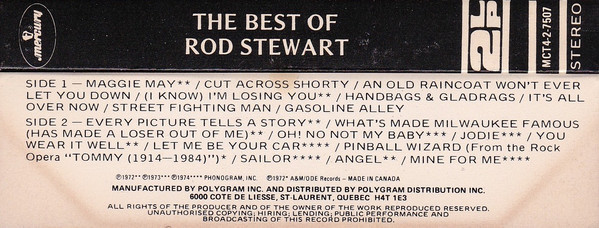 mercury
THE BEST OF
ROD STEWART
2 LP
MCT4-2-7507
STEREO
SIDE 1 — MAGGIE MAY** / CUT ACROSS SHORTY / AN OLD RAINCOAT WON'T EVER
LET YOU DOWN / (I KNOW) I'M LOSING YOU** / HANDBAGS & GLADRAGS / IT'S ALL
OVER NOW / STREET FIGHTING MAN / GASOLINE ALLEY
SIDE 2 — EVERY PICTURE TELLS A STORY** / WHAT'S MADE MILWAUKEE FAMOUS
(HAS MADE A LOSER OUT OF ME)** / OH! NO NOT MY BABY*** / JODIE*** / YOU
WEAR IT WELL** / LET ME BE YOUR CAR**** / PINBALL WIZARD (From the Rock
Opera "TOMMY (1914—1984)")* / SAILOR**** / ANGEL** / MINE FOR ME****
℗1972** ℗1973*** ℗1974**** PHONOGRAM, INC. ℗1972* A&M/ODE Records — MADE IN CANADA
MANUFACTURED BY POLYGRAM INC. AND DISTRIBUTED BY POLYGRAM DISTRIBUTION INC.
6000 COTE DE LIESSE, ST-LAURENT, QUEBEC H4T 1E3
ALL RIGHTS OF THE PRODUCER AND OF THE OWNER OF THE WORK REPRODUCED RESERVED.
UNAUTHORISED COPYING; HIRING; LENDING; PUBLIC PERFORMANCE AND
BROADCASTING OF THIS RECORD PROHIBITED.